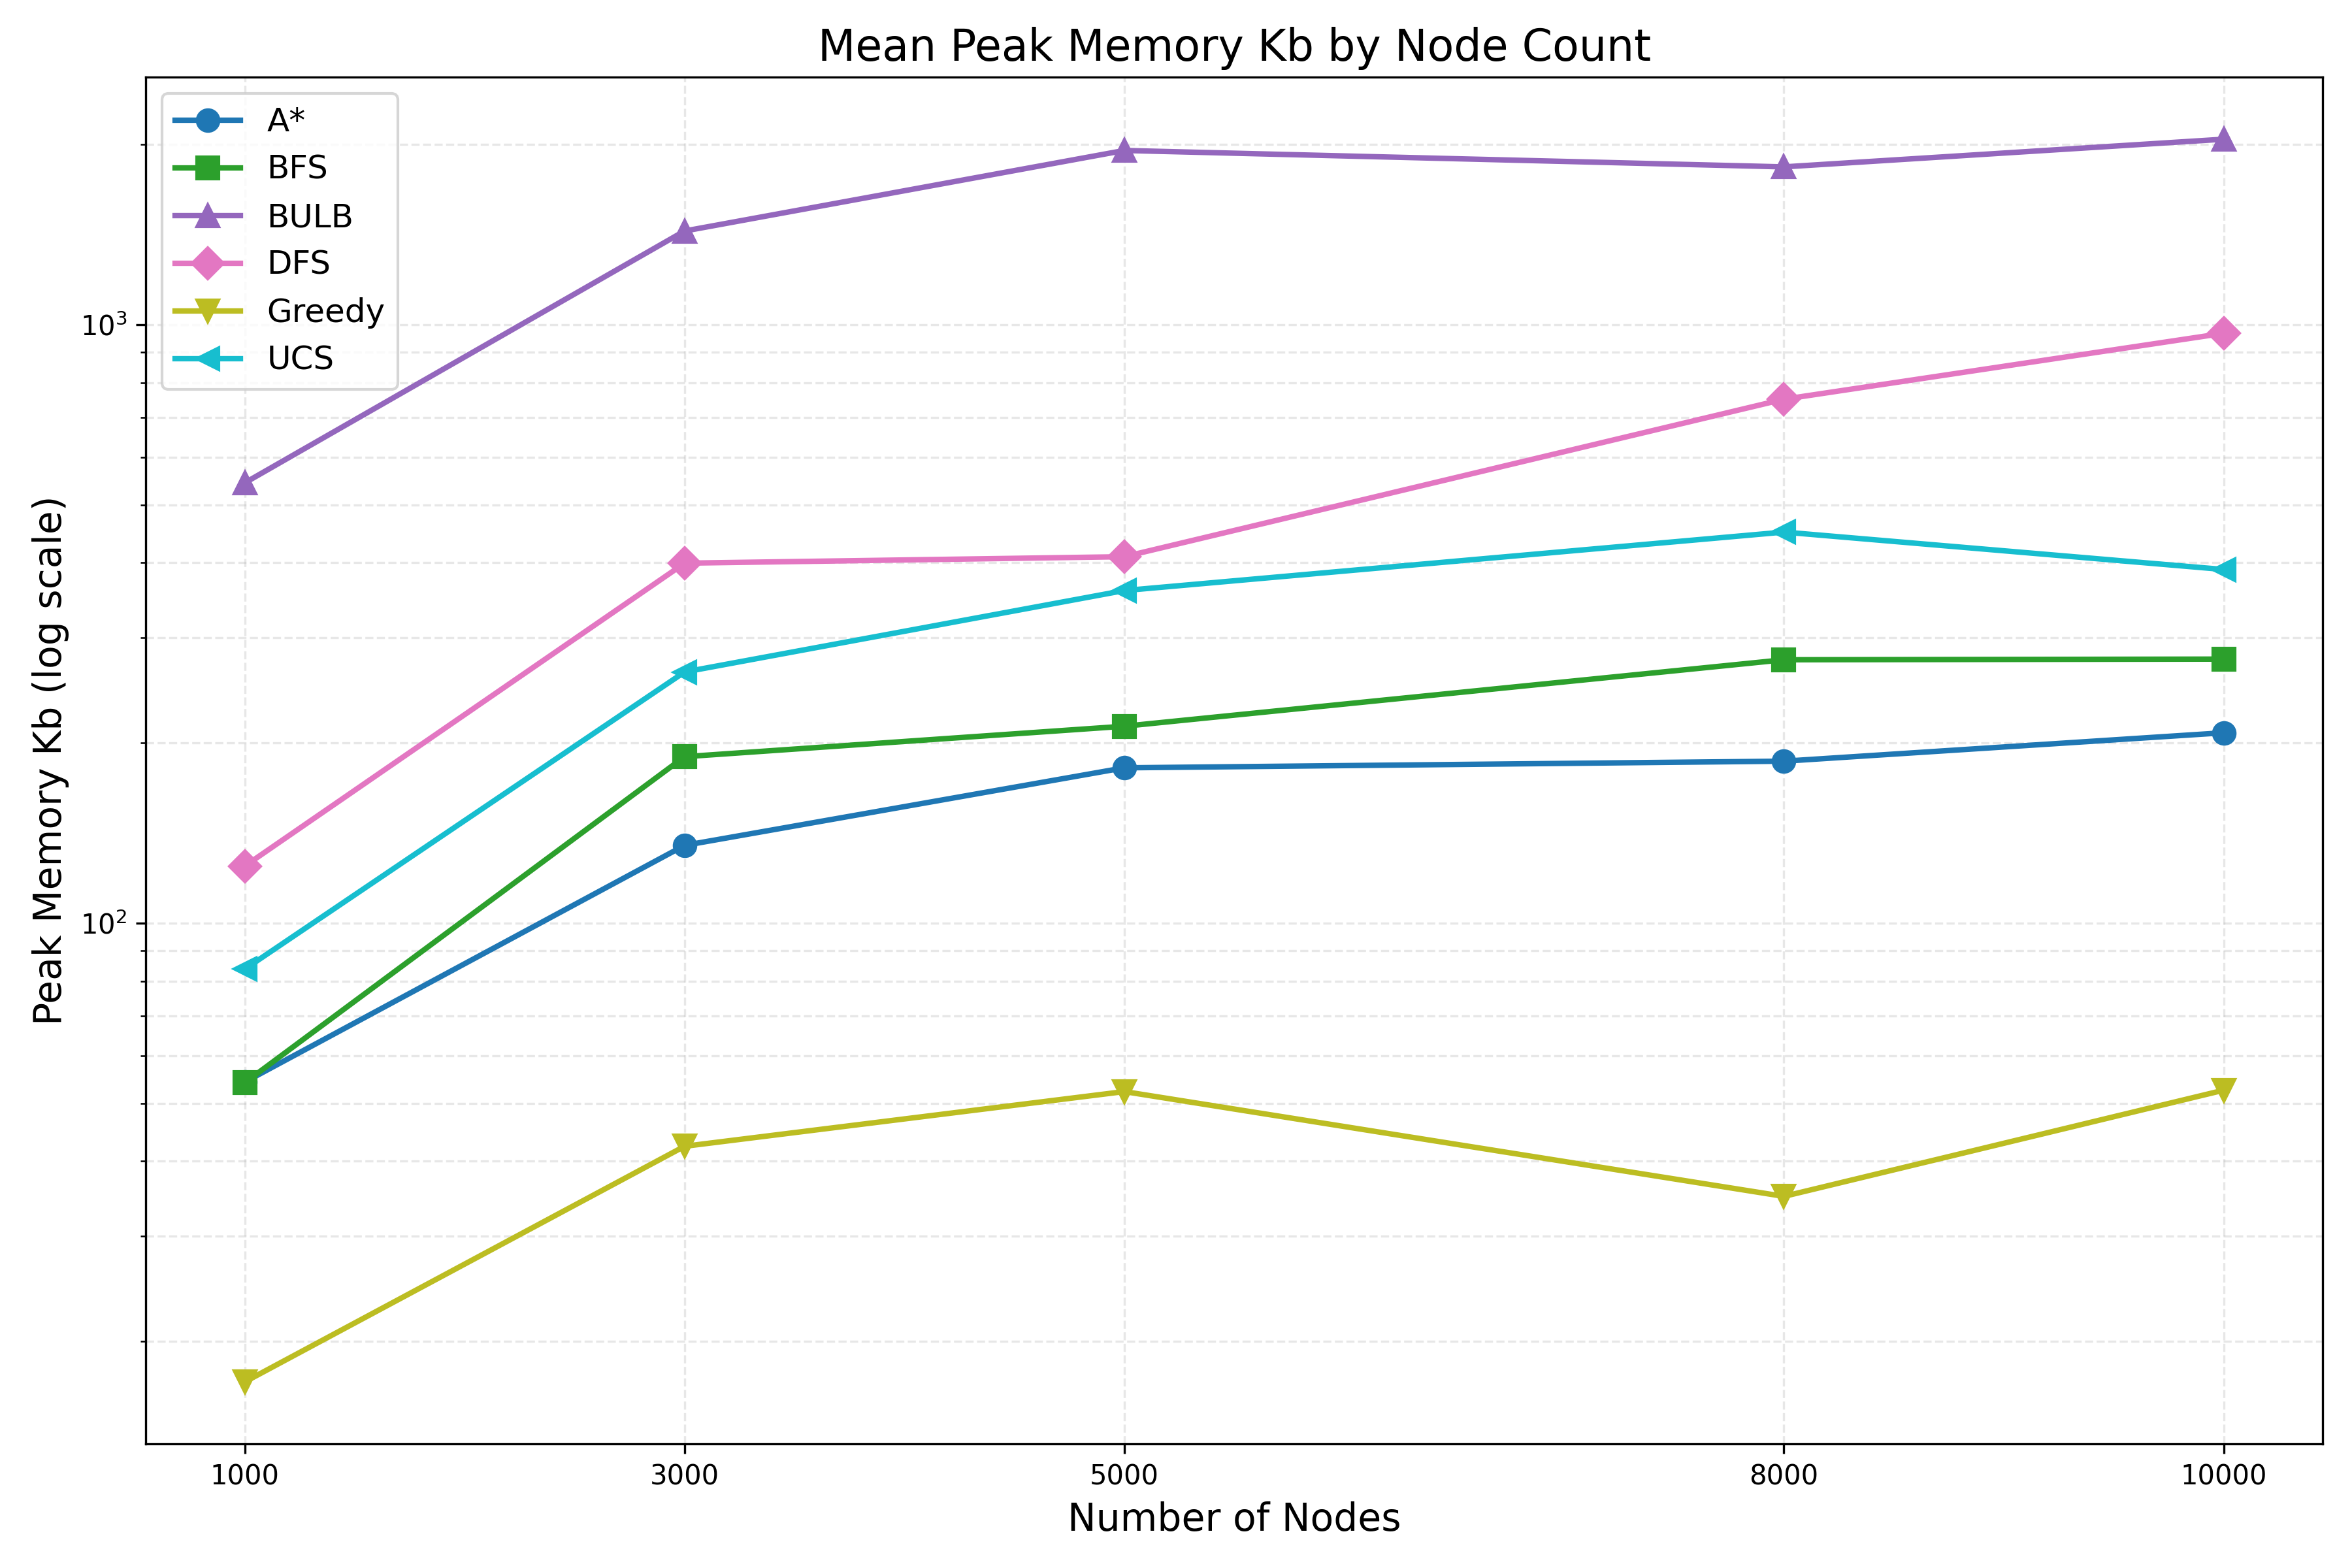 Mean Peak Memory Kb by Node Count
A*
BFS
BULB
DFS
Greedy
UCS
10³
10²
Peak Memory Kb (log scale)
1000 3000 5000 8000 10000
Number of Nodes